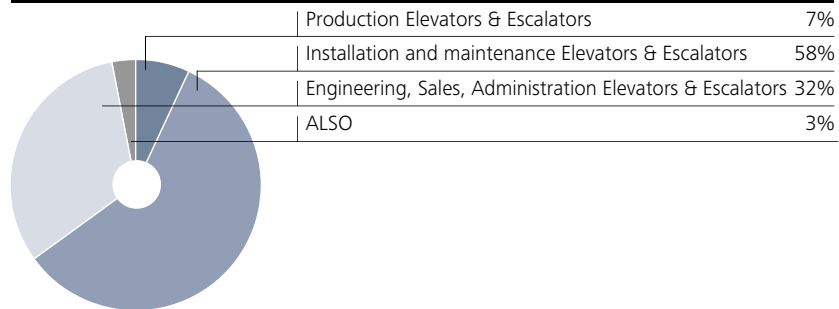 Production Elevators & Escalators 7%
Installation and maintenance Elevators & Escalators 58%
Engineering, Sales, Administration Elevators & Escalators 32%
ALSO 3%